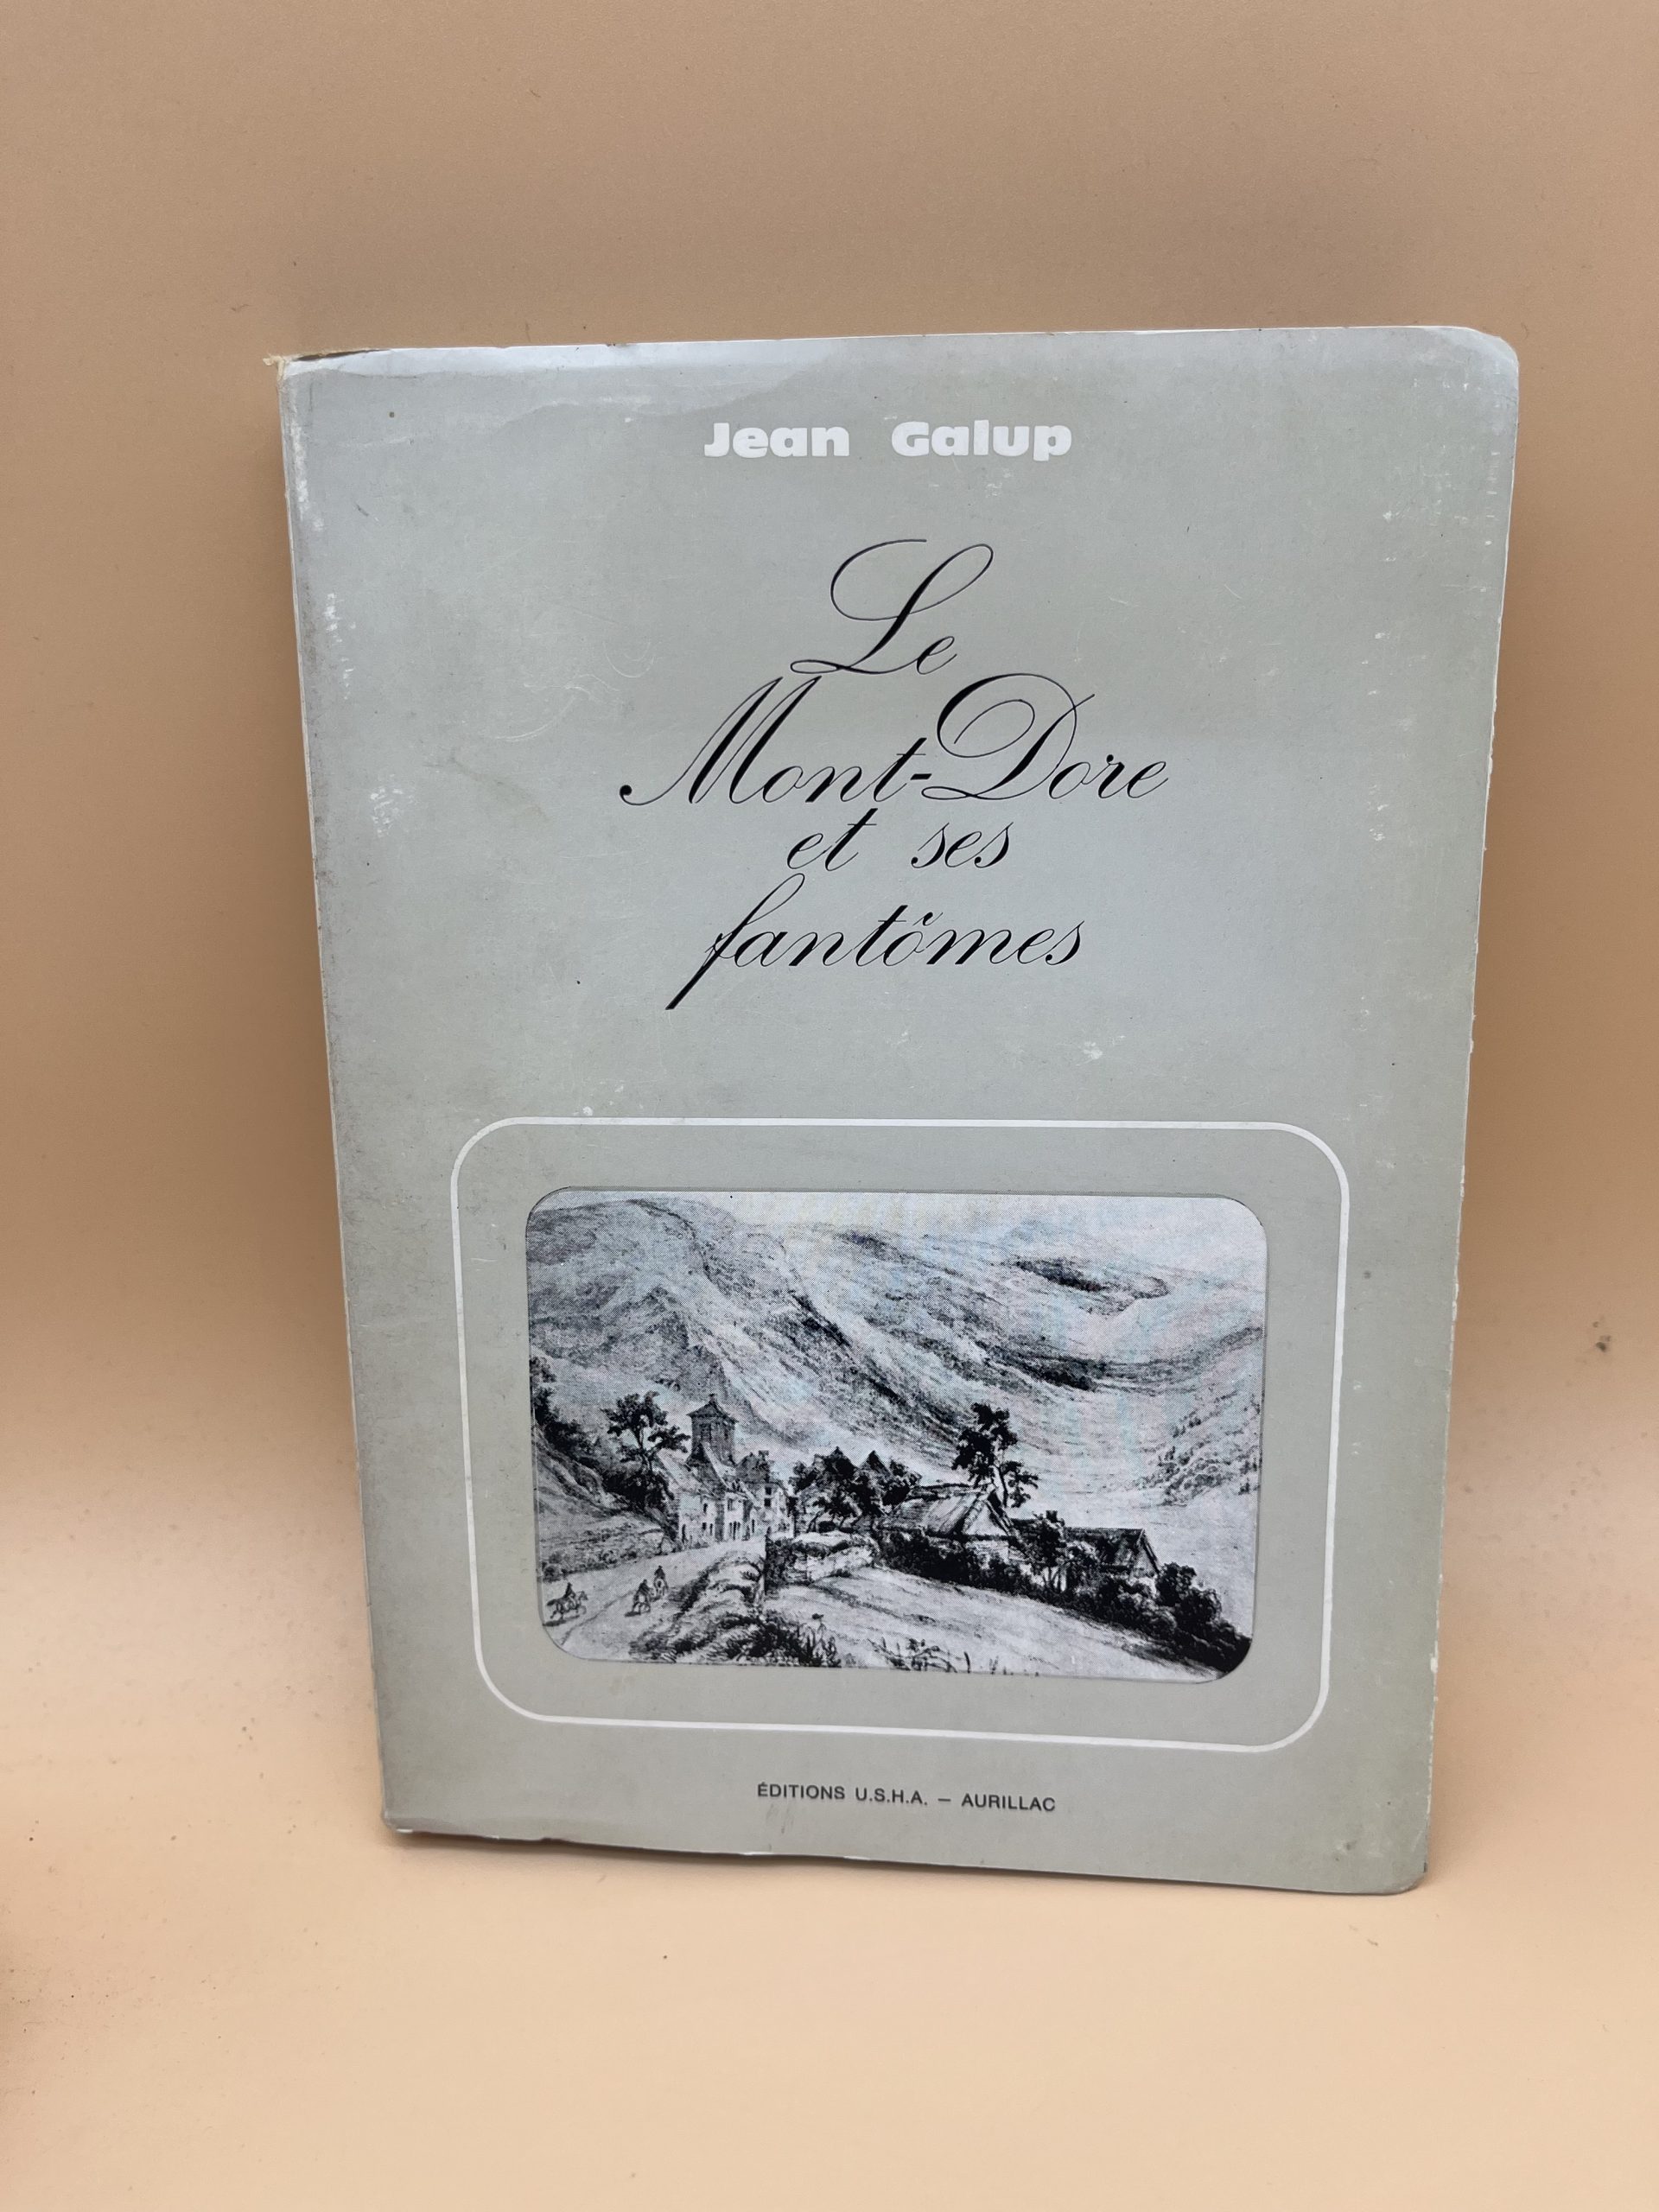 Jean Galup
Le
Mont-Dore
et ses
fantômes
ÉDITIONS U.S.H.A. – AURILLAC